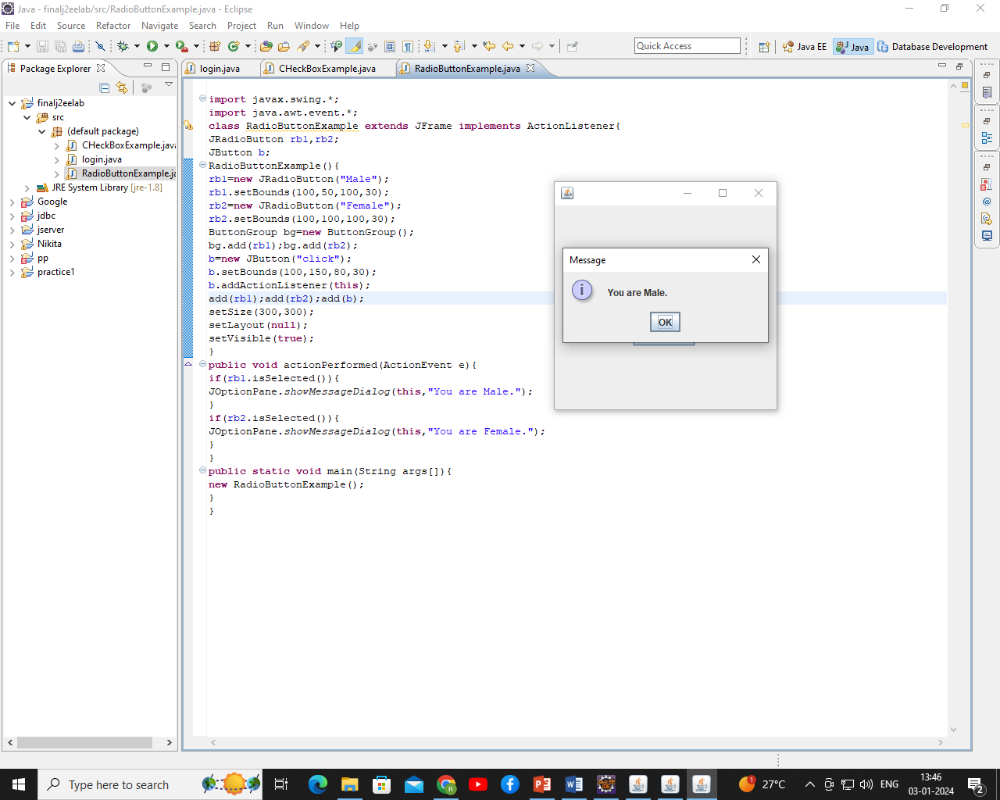 Java - finalj2eelab/src/RadioButtonExample.java - Eclipse
File Edit Source Refactor Navigate Search Project Run Window Help
Quick Access
Java EE
Java
Database Development
Package Explorer
login.java
CHeckBoxExample.java
RadioButtonExample.java
finalj2eelab
src
(default package)
CHeckBoxExample.java
login.java
RadioButtonExample.ja
JRE System Library [jre-1.8]
Google
jdbc
jserver
Nikita
pp
practice1
import javax.swing.*;
import java.awt.event.*;
class RadioButtonExample extends JFrame implements ActionListener{
JRadioButton rb1,rb2;
JButton b;
RadioButtonExample(){
rb1=new JRadioButton("Male");
rb1.setBounds(100,50,100,30);
rb2=new JRadioButton("Female");
rb2.setBounds(100,100,100,30);
ButtonGroup bg=new ButtonGroup();
bg.add(rb1);bg.add(rb2);
b=new JButton("click");
b.setBounds(100,150,80,30);
b.addActionListener(this);
add(rb1);add(rb2);add(b);
setSize(300,300);
setLayout(null);
setVisible(true);
}
public void actionPerformed(ActionEvent e){
if(rb1.isSelected()){
JOptionPane.showMessageDialog(this,"You are Male.");
}
if(rb2.isSelected()){
JOptionPane.showMessageDialog(this,"You are Female.");
}
}
public static void main(String args[]){
new RadioButtonExample();
}
}
Message
You are Male.
OK
Type here to search
27°C
ENG
13:46
03-01-2024
2